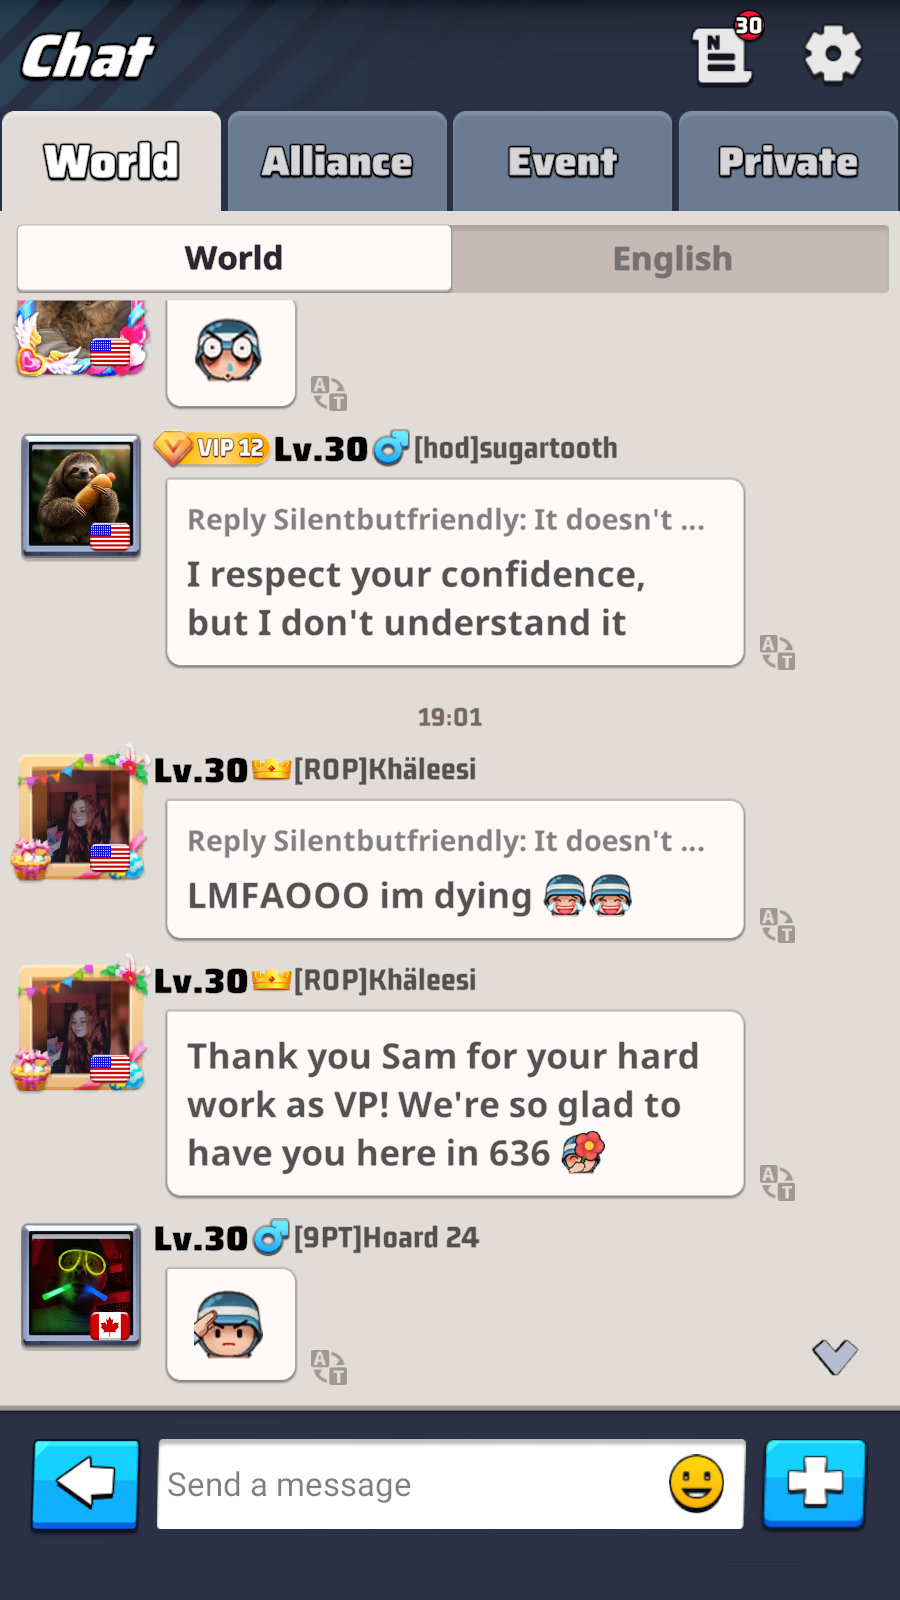 Chat
N
30
World
Alliance
Event
Private
World
English
A
T
VIP 12 Lv.30 [hod]sugartooth
Reply Silentbutfriendly: It doesn't ...
I respect your confidence,
but I don't understand it
A
T
19:01
Lv.30 [ROP]Khäleesi
Reply Silentbutfriendly: It doesn't ...
LMFAOOO im dying
A
T
Lv.30 [ROP]Khäleesi
Thank you Sam for your hard
work as VP! We're so glad to
have you here in 636
A
T
Lv.30 [9PT]Hoard 24
A
T
Send a message